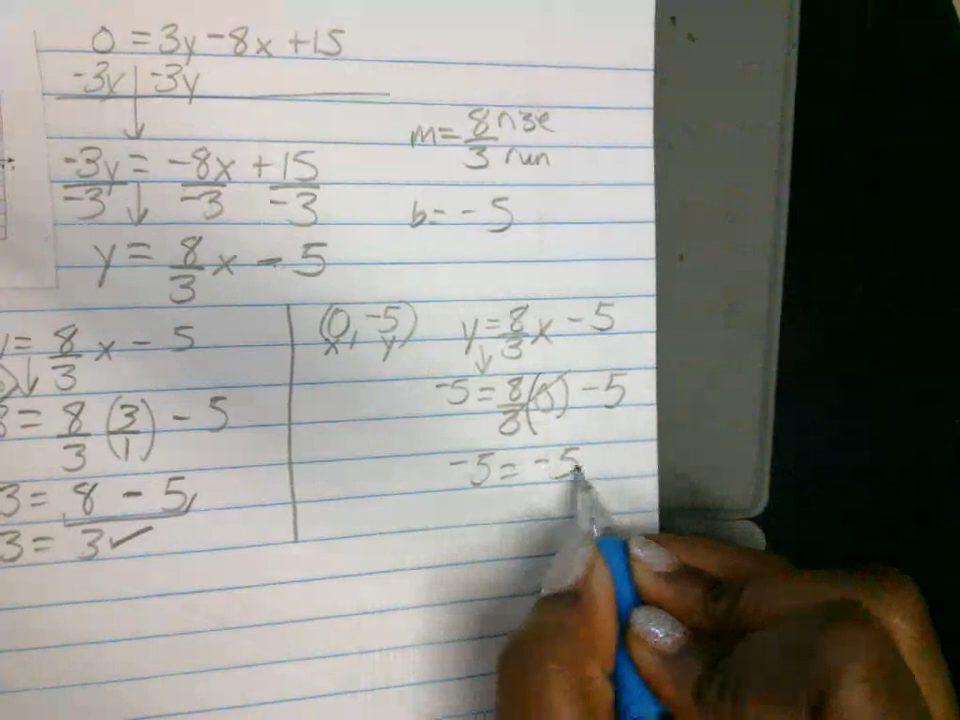 0 = 3y - 8x + 15
-3y | -3y
-3y = -8x + 15
-3 -3 -3
y = 8/3 x - 5
m = 8/3 rise run
b = -5
y = 8/3 x - 5
3 = 8/3 (3/1) - 5
3 = 8 - 5
3 = 3 ✓
(0, -5)
x, y
y = 8/3 x - 5
-5 = 8/3 (0) - 5
-5 = -5